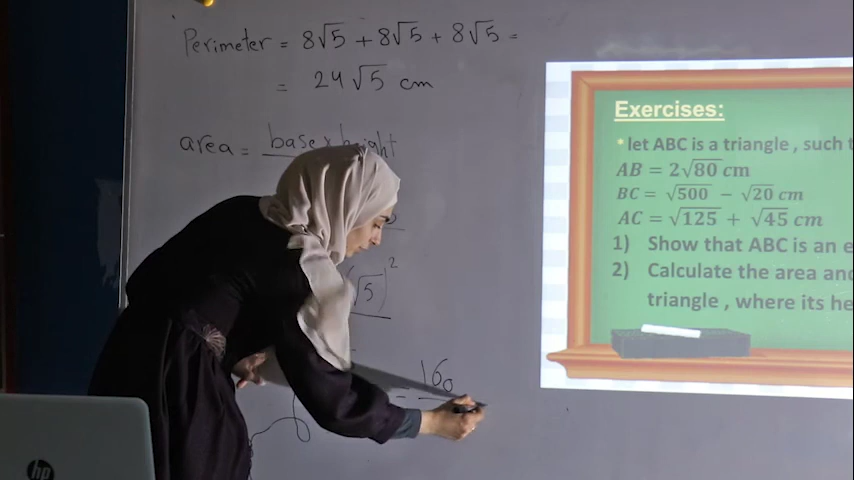 Perimeter = 8√5 + 8√5 + 8√5 =
= 24 √5 cm
area = base × height
√5)²
= 160
Exercises:
* let ABC is a triangle, such
AB = 2√80 cm
BC = √500 − √20 cm
AC = √125 + √45 cm
1) Show that ABC is an
2) Calculate the area and
triangle, where its
hp